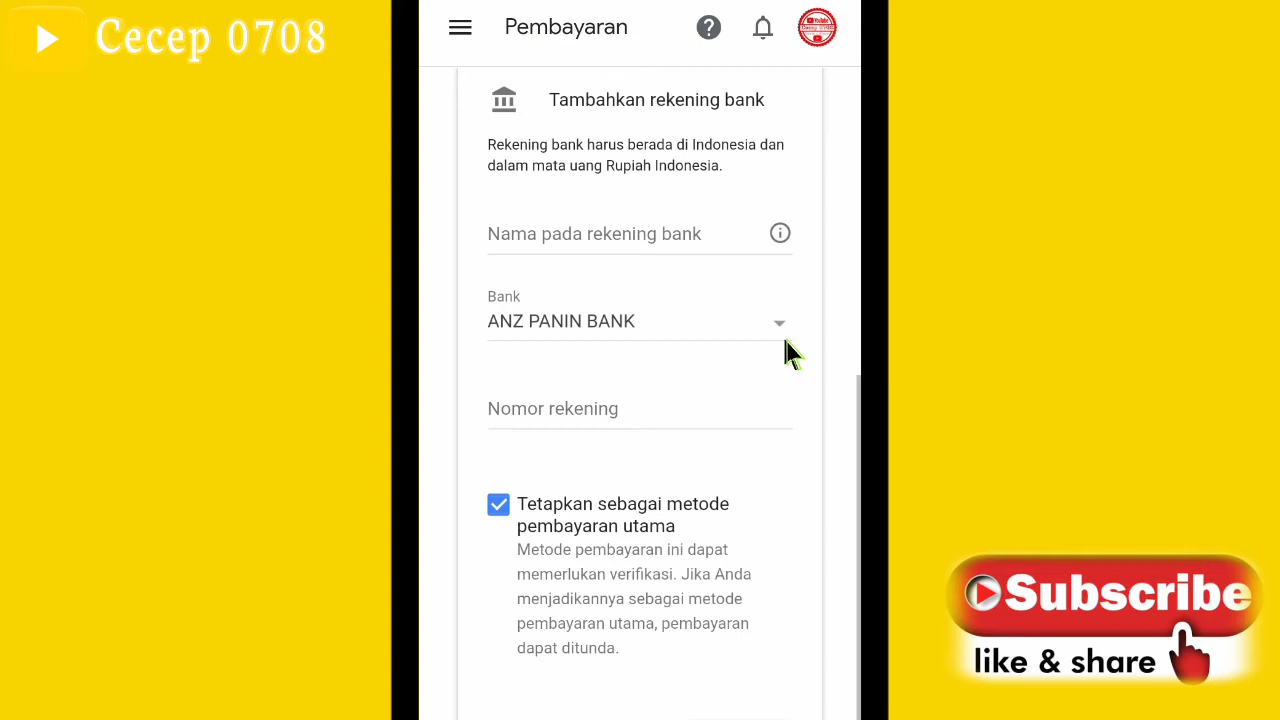 Cecep 0708
Pembayaran
Tambahkan rekening bank
Rekening bank harus berada di Indonesia dan
dalam mata uang Rupiah Indonesia.
Nama pada rekening bank
Bank
ANZ PANIN BANK
Nomor rekening
Tetapkan sebagai metode
pembayaran utama
Metode pembayaran ini dapat
memerlukan verifikasi. Jika Anda
menjadikannya sebagai metode
pembayaran utama, pembayaran
dapat ditunda.
Subscribe
like & share